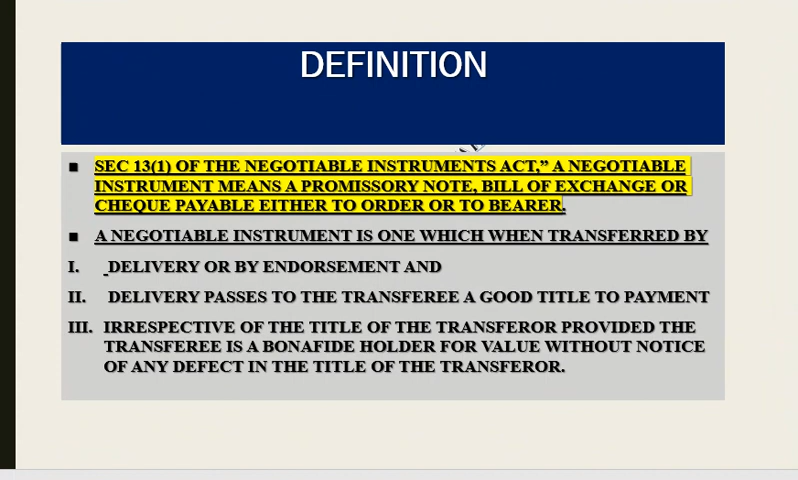 DEFINITION
■ SEC 13(1) OF THE NEGOTIABLE INSTRUMENTS ACT,” A NEGOTIABLE
INSTRUMENT MEANS A PROMISSORY NOTE, BILL OF EXCHANGE OR
CHEQUE PAYABLE EITHER TO ORDER OR TO BEARER.
■ A NEGOTIABLE INSTRUMENT IS ONE WHICH WHEN TRANSFERRED BY
I. DELIVERY OR BY ENDORSEMENT AND
II. DELIVERY PASSES TO THE TRANSFEREE A GOOD TITLE TO PAYMENT
III. IRRESPECTIVE OF THE TITLE OF THE TRANSFEROR PROVIDED THE
TRANSFEREE IS A BONAFIDE HOLDER FOR VALUE WITHOUT NOTICE
OF ANY DEFECT IN THE TITLE OF THE TRANSFEROR.